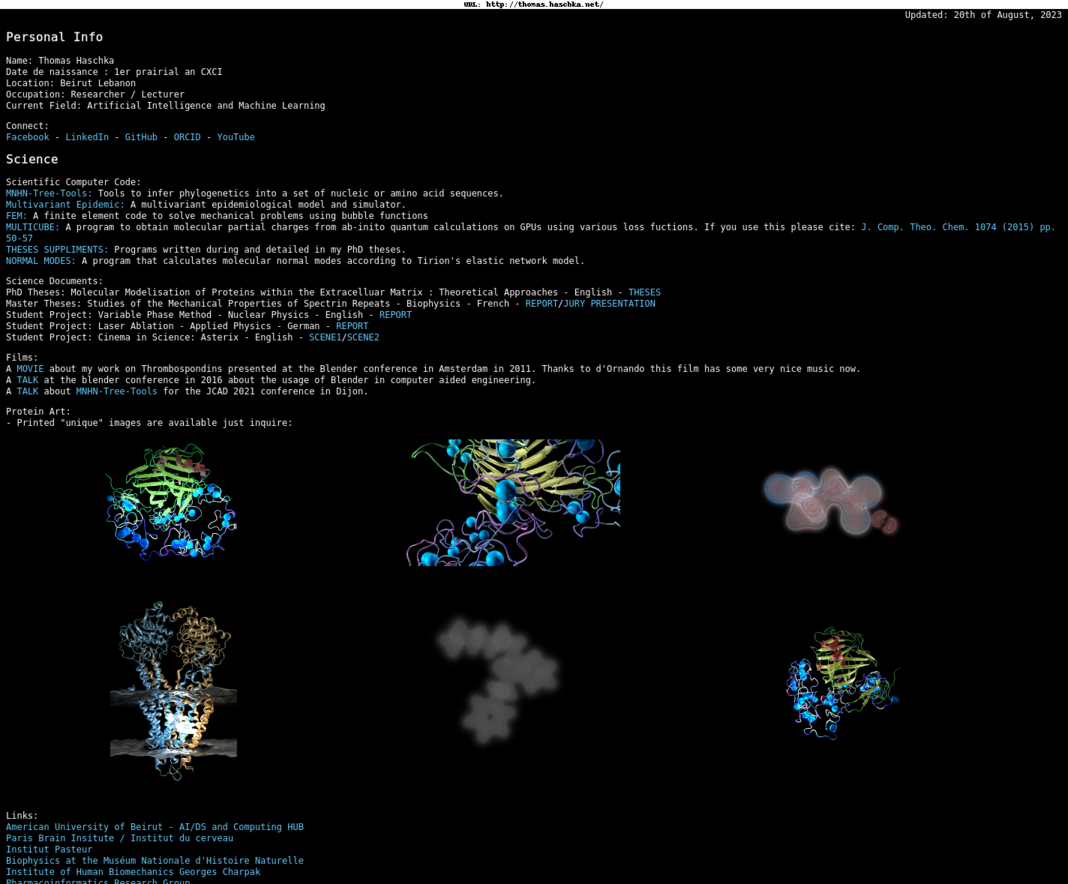 URL: http://thomas.haschka.net/
Updated: 20th of August, 2023
Personal Info
Name: Thomas Haschka
Date de naissance : 1er prairial an CXCI
Location: Beirut Lebanon
Occupation: Researcher / Lecturer
Current Field: Artificial Intelligence and Machine Learning
Connect:
Facebook - LinkedIn - GitHub - ORCID - YouTube
Science
Scientific Computer Code:
MNHN-Tree-Tools: Tools to infer phylogenetics into a set of nucleic or amino acid sequences.
Multivariant Epidemic: A multivariant epidemiological model and simulator.
FEM: A finite element code to solve mechanical problems using bubble functions
MULTICUBE: A program to obtain molecular partial charges from ab-inito quantum calculations on GPUs using various loss fuctions. If you use this please cite: J. Comp. Theo. Chem. 1074 (2015) pp.
50-57
THESES SUPPLIMENTS: Programs written during and detailed in my PhD theses.
NORMAL MODES: A program that calculates molecular normal modes according to Tirion's elastic network model.
Science Documents:
PhD Theses: Molecular Modelisation of Proteins within the Extracelluar Matrix : Theoretical Approaches - English - THESES
Master Theses: Studies of the Mechanical Properties of Spectrin Repeats - Biophysics - French - REPORT/JURY PRESENTATION
Student Project: Variable Phase Method - Nuclear Physics - English - REPORT
Student Project: Laser Ablation - Applied Physics - German - REPORT
Student Project: Cinema in Science: Asterix - English - SCENE1/SCENE2
Films:
A MOVIE about my work on Thrombospondins presented at the Blender conference in Amsterdam in 2011. Thanks to d'Ornando this film has some very nice music now.
A TALK at the blender conference in 2016 about the usage of Blender in computer aided engineering.
A TALK about MNHN-Tree-Tools for the JCAD 2021 conference in Dijon.
Protein Art:
- Printed "unique" images are available just inquire:
Links:
American University of Beirut - AI/DS and Computing HUB
Paris Brain Insitute / Institut du cerveau
Institut Pasteur
Biophysics at the Muséum Nationale d'Histoire Naturelle
Institute of Human Biomechanics Georges Charpak
Pharmacoinformatics Research Group